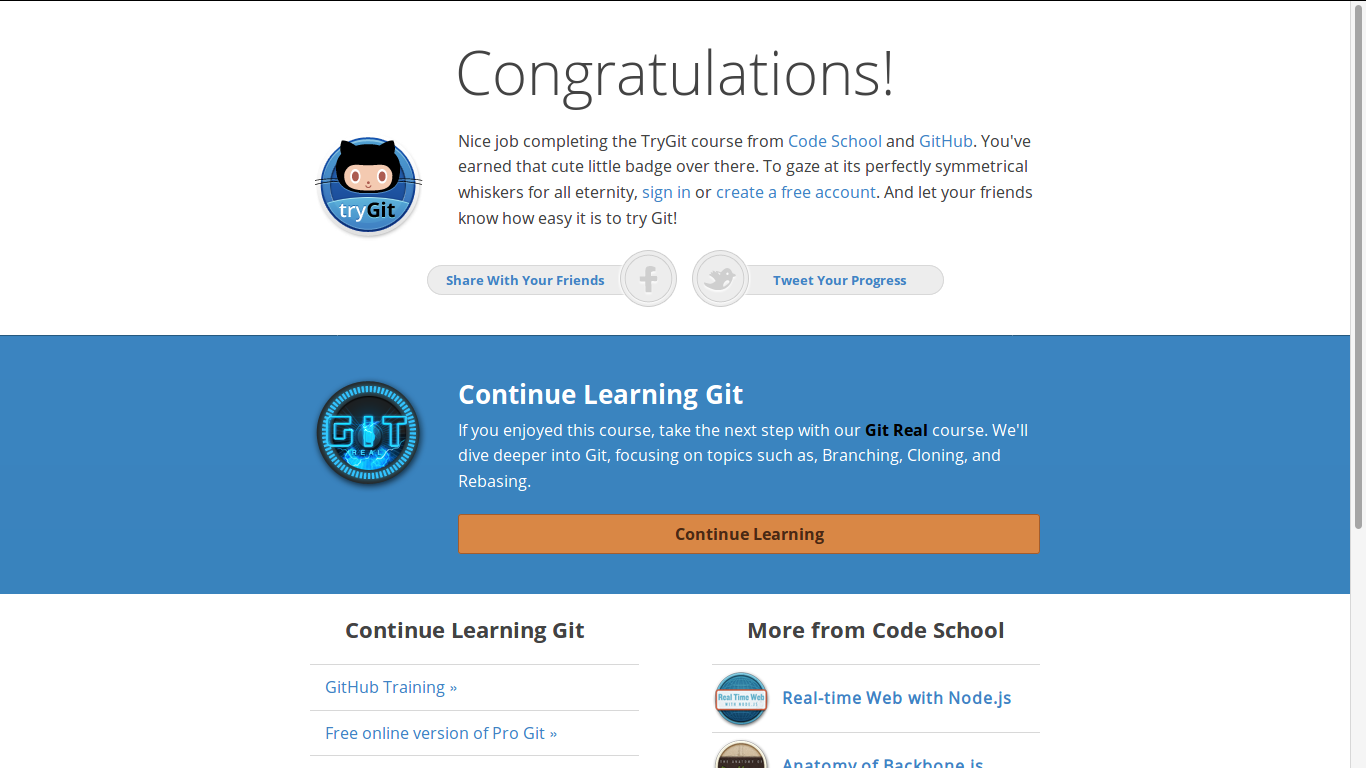 Congratulations!
Nice job completing the TryGit course from Code School and GitHub. You've
earned that cute little badge over there. To gaze at its perfectly symmetrical
whiskers for all eternity, sign in or create a free account. And let your friends
know how easy it is to try Git!
tryGit
Share With Your Friends
Tweet Your Progress
GIT
REAL
Continue Learning Git
If you enjoyed this course, take the next step with our Git Real course. We'll
dive deeper into Git, focusing on topics such as, Branching, Cloning, and
Rebasing.
Continue Learning
Continue Learning Git
GitHub Training »
Free online version of Pro Git »
More from Code School
Real Time Web
WITH NODE.JS
Real-time Web with Node.js
THE ANATOMY OF
Anatomy of Backbone.js